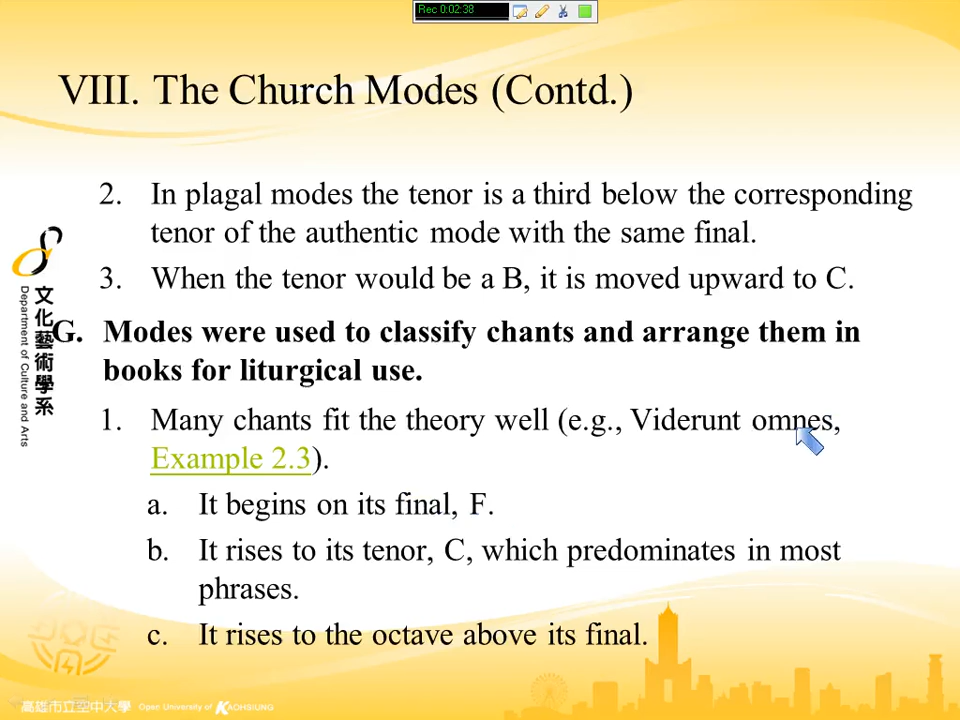 Rec 0:02:38
VIII. The Church Modes (Contd.)
2. In plagal modes the tenor is a third below the corresponding
tenor of the authentic mode with the same final.
3. When the tenor would be a B, it is moved upward to C.
G. Modes were used to classify chants and arrange them in
books for liturgical use.
1. Many chants fit the theory well (e.g., Viderunt omnes,
Example 2.3).
a. It begins on its final, F.
b. It rises to its tenor, C, which predominates in most
phrases.
c. It rises to the octave above its final.
文化藝術學系
Department of Culture and Arts
高雄市立空中大學 Open University of KAOHSIUNG